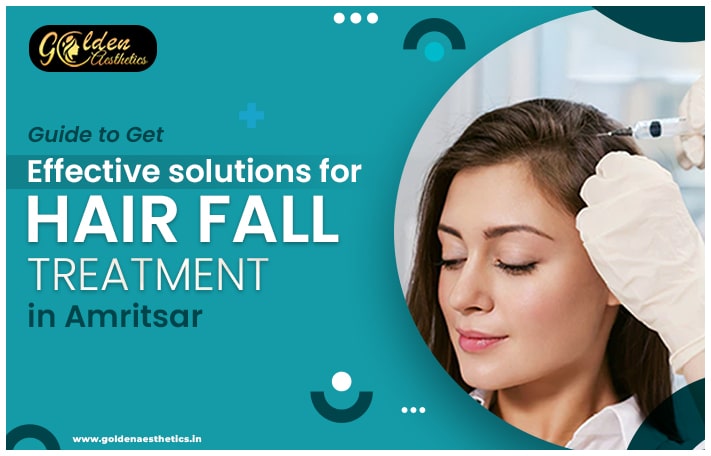 Golden
Aesthetics
Guide to Get
Effective solutions for
HAIR FALL
TREATMENT
in Amritsar
www.goldenaesthetics.in